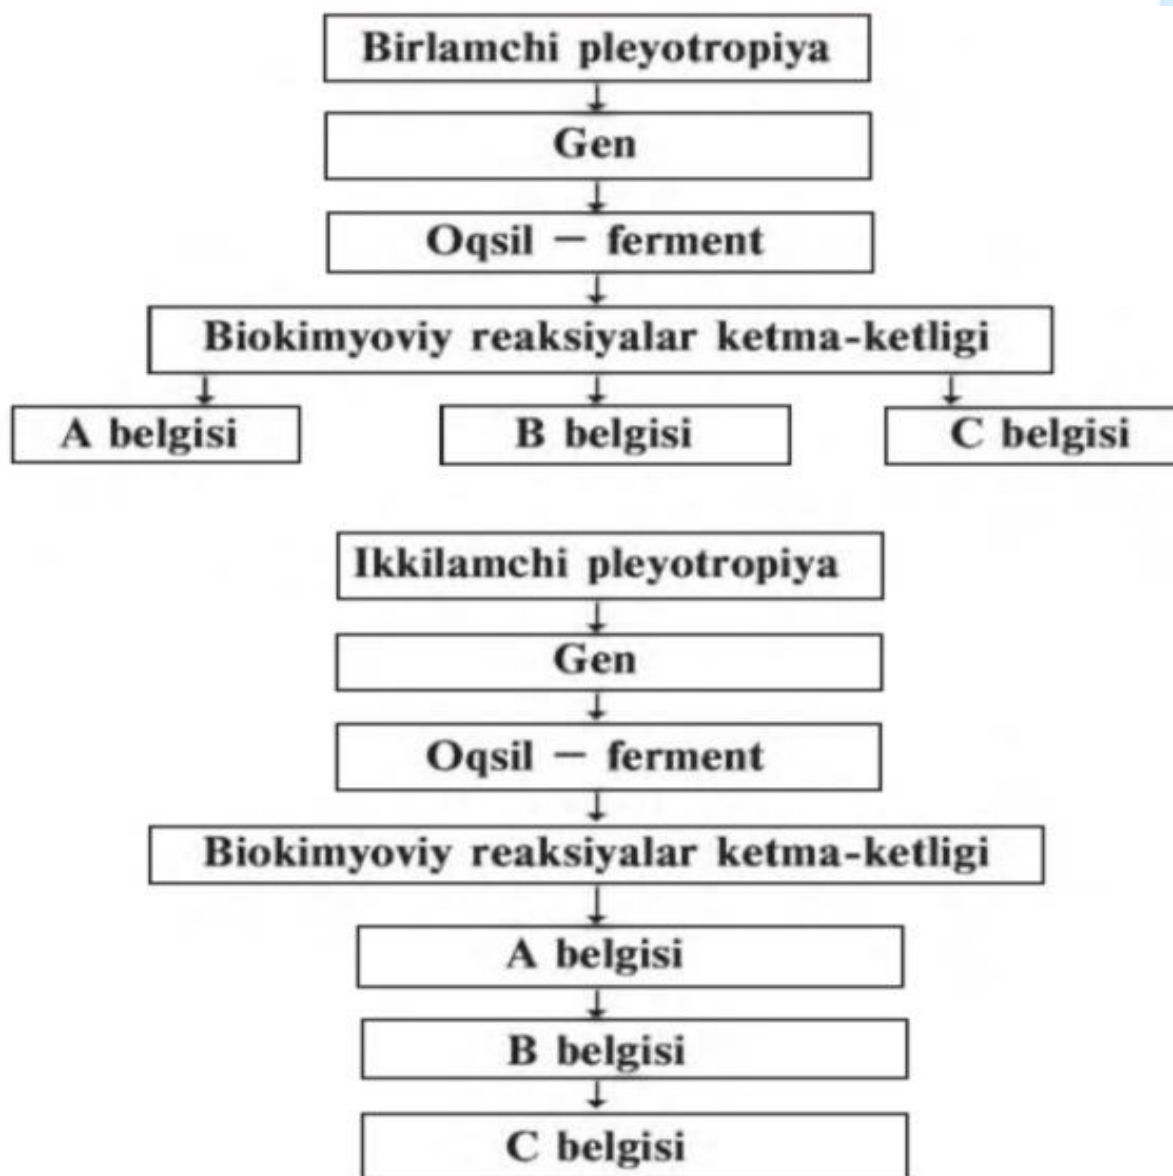 Birlamchi pleyotropiya
Gen
Oqsil — ferment
Biokimyoviy reaksiyalar ketma-ketligi
A belgisi
B belgisi
C belgisi
Ikkilamchi pleyotropiya
Gen
Oqsil — ferment
Biokimyoviy reaksiyalar ketma-ketligi
A belgisi
B belgisi
C belgisi